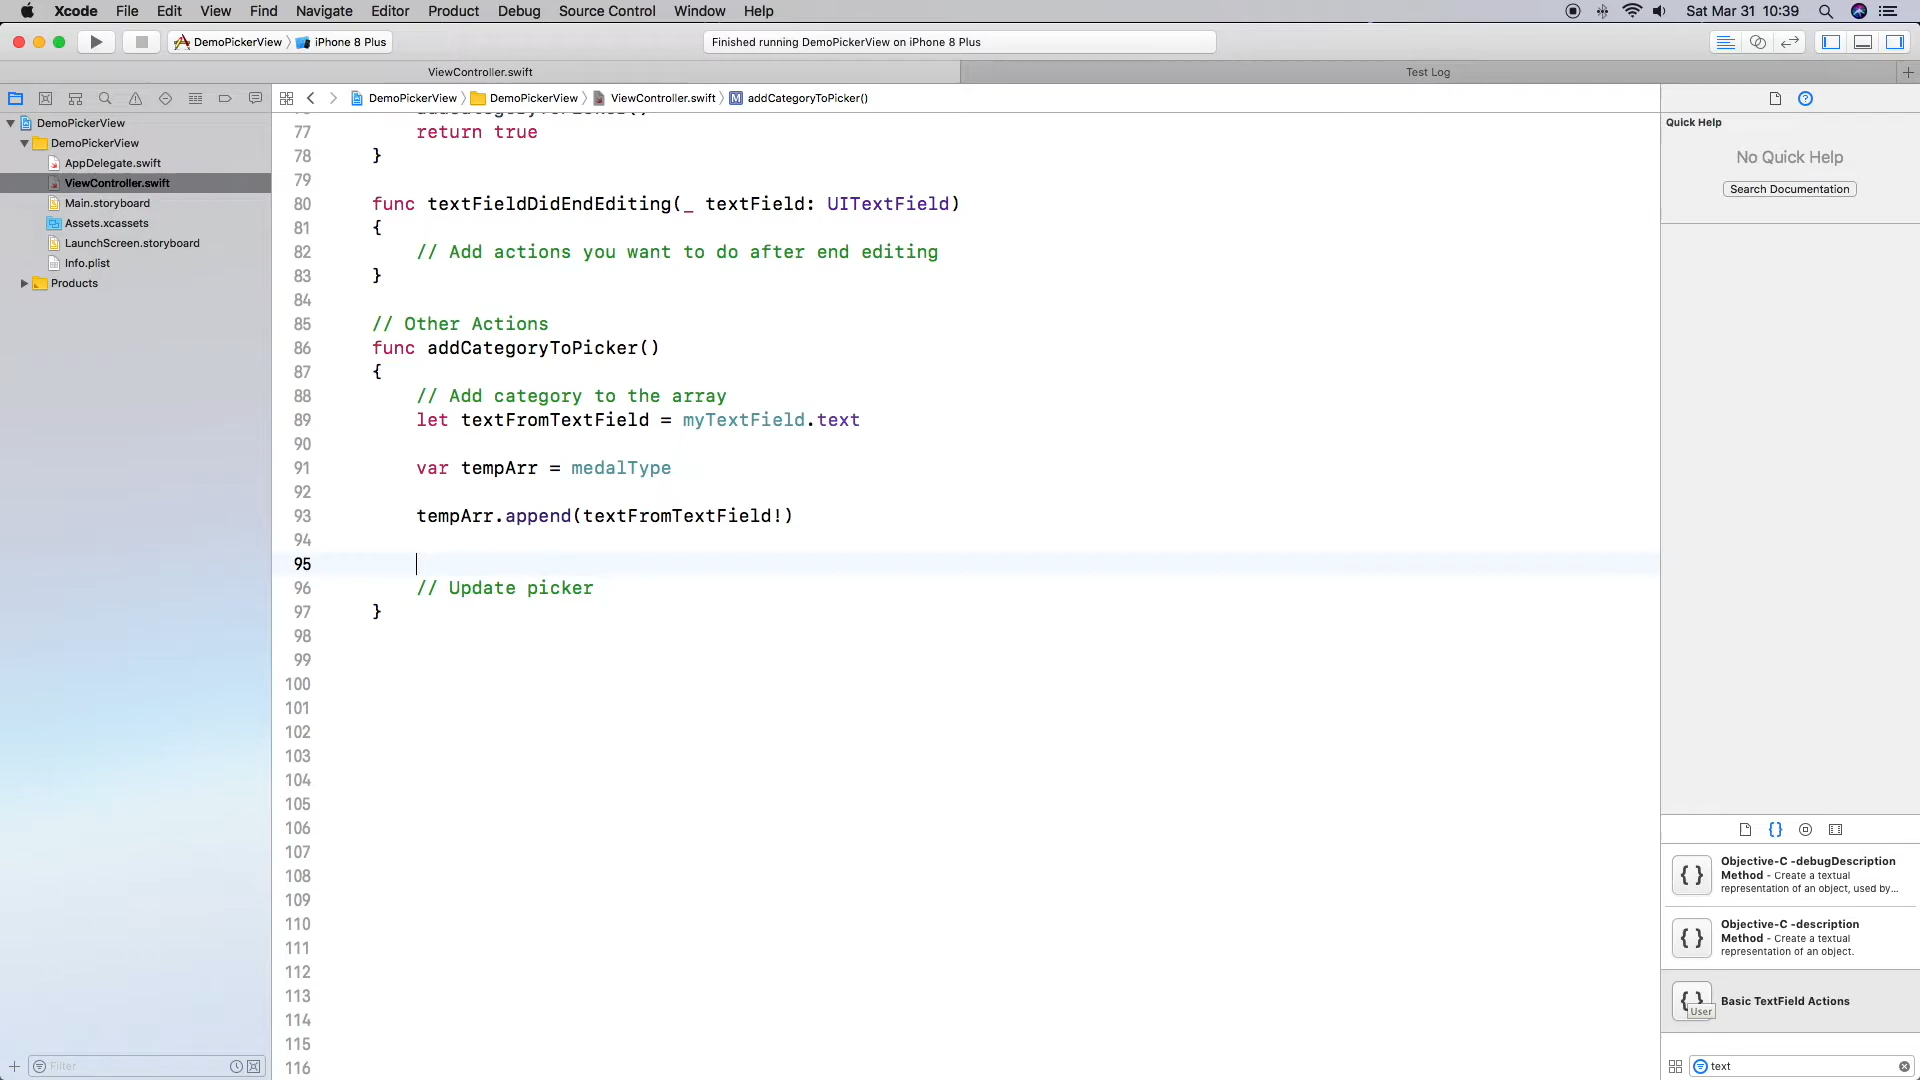 Xcode File Edit View Find Navigate Editor Product Debug Source Control Window Help Sat Mar 31 10:39
DemoPickerView iPhone 8 Plus Finished running DemoPickerView on iPhone 8 Plus
ViewController.swift Test Log
DemoPickerView DemoPickerView ViewController.swift M addCategoryToPicker()
Quick Help
No Quick Help
Search Documentation
DemoPickerView
DemoPickerView
AppDelegate.swift
ViewController.swift
Main.storyboard
Assets.xcassets
LaunchScreen.storyboard
Info.plist
Products
77 return true
78 }
79
80 func textFieldDidEndEditing(_ textField: UITextField)
81 {
82 // Add actions you want to do after end editing
83 }
84
85 // Other Actions
86 func addCategoryToPicker()
87 {
88 // Add category to the array
89 let textFromTextField = myTextField.text
90
91 var tempArr = medalType
92
93 tempArr.append(textFromTextField!)
94
95
96 // Update picker
97 }
98
99
100
101
102
103
104
105
106
107
108
109
110
111
112
113
114
115
116
{ } Objective-C -debugDescription
Method - Create a textual
representation of an object, used by...
{ } Objective-C -description
Method - Create a textual
representation of an object.
{ } Basic TextField Actions
User
Filter
text